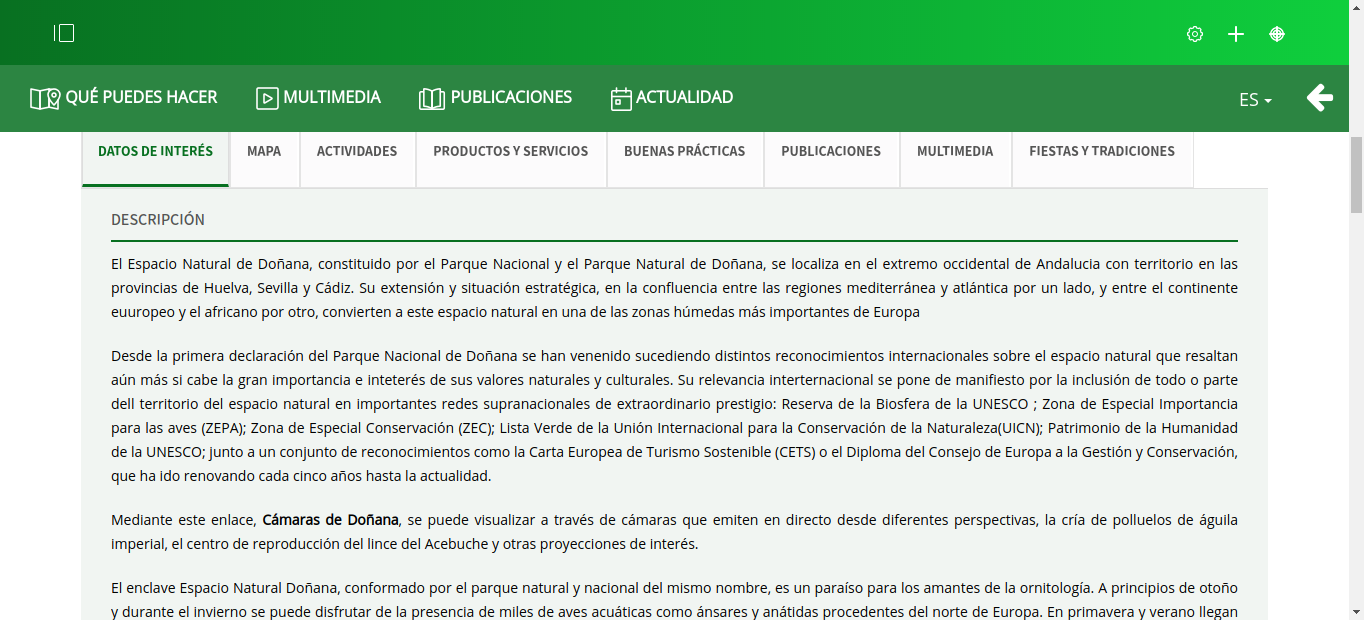 QUÉ PUEDES HACER MULTIMEDIA PUBLICACIONES ACTUALIDAD ES
DATOS DE INTERÉS MAPA ACTIVIDADES PRODUCTOS Y SERVICIOS BUENAS PRÁCTICAS PUBLICACIONES MULTIMEDIA FIESTAS Y TRADICIONES
DESCRIPCIÓN
El Espacio Natural de Doñana, constituido por el Parque Nacional y el Parque Natural de Doñana, se localiza en el extremo occidental de Andalucia con territorio en las
provincias de Huelva, Sevilla y Cádiz. Su extensión y situación estratégica, en la confluencia entre las regiones mediterránea y atlántica por un lado, y entre el continente
euuropeo y el africano por otro, convierten a este espacio natural en una de las zonas húmedas más importantes de Europa
Desde la primera declaración del Parque Nacional de Doñana se han venenido sucediendo distintos reconocimientos internacionales sobre el espacio natural que resaltan
aún más si cabe la gran importancia e inteterés de sus valores naturales y culturales. Su relevancia interternacional se pone de manifiesto por la inclusión de todo o parte
dell territorio del espacio natural en importantes redes supranacionales de extraordinario prestigio: Reserva de la Biosfera de la UNESCO ; Zona de Especial Importancia
para las aves (ZEPA); Zona de Especial Conservación (ZEC); Lista Verde de la Unión Internacional para la Conservación de la Naturaleza(UICN); Patrimonio de la Humanidad
de la UNESCO; junto a un conjunto de reconocimientos como la Carta Europea de Turismo Sostenible (CETS) o el Diploma del Consejo de Europa a la Gestión y Conservación,
que ha ido renovando cada cinco años hasta la actualidad.
Mediante este enlace, Cámaras de Doñana, se puede visualizar a través de cámaras que emiten en directo desde diferentes perspectivas, la cría de polluelos de águila
imperial, el centro de reproducción del lince del Acebuche y otras proyecciones de interés.
El enclave Espacio Natural Doñana, conformado por el parque natural y nacional del mismo nombre, es un paraíso para los amantes de la ornitología. A principios de otoño
y durante el invierno se puede disfrutar de la presencia de miles de aves acuáticas como ánsares y anátidas procedentes del norte de Europa. En primavera y verano llegan